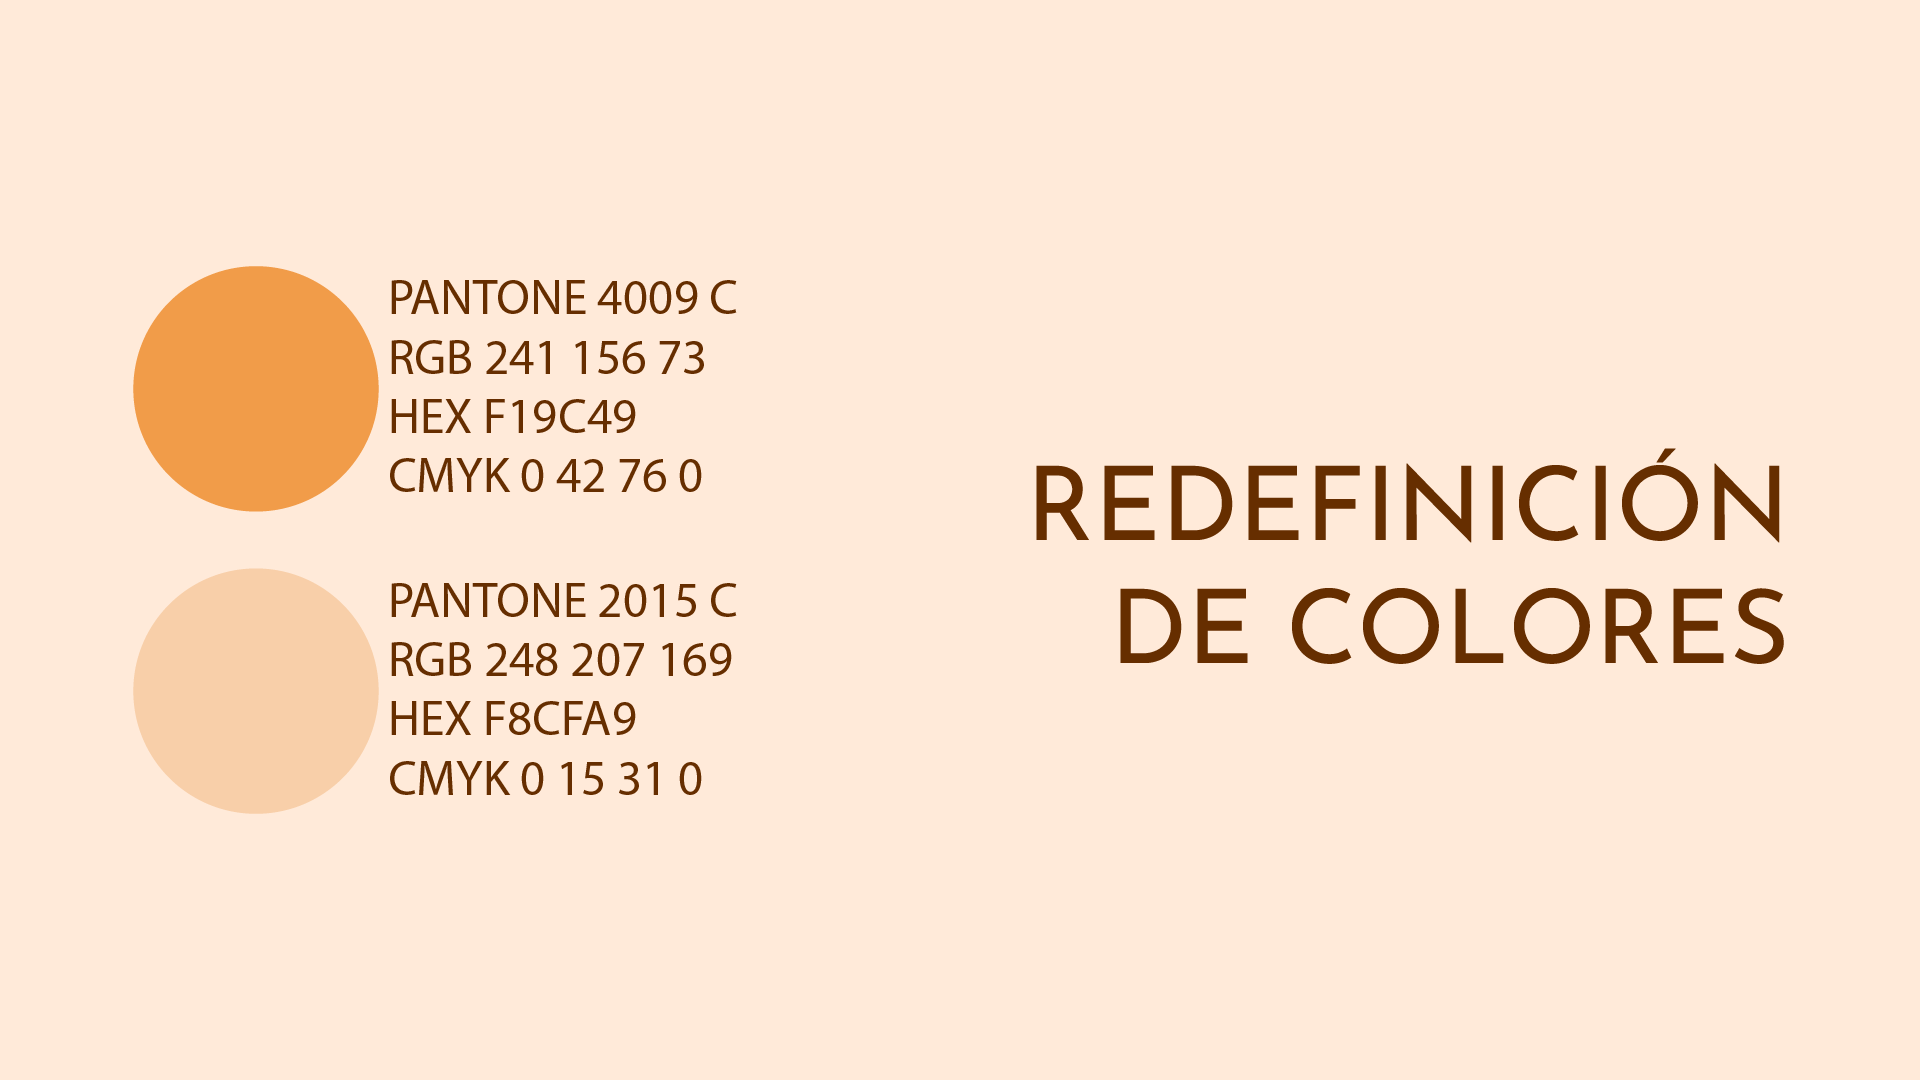 PANTONE 4009 C
RGB 241 156 73
HEX F19C49
CMYK 0 42 76 0
PANTONE 2015 C
RGB 248 207 169
HEX F8CFA9
CMYK 0 15 31 0
REDEFINICIÓN
DE COLORES